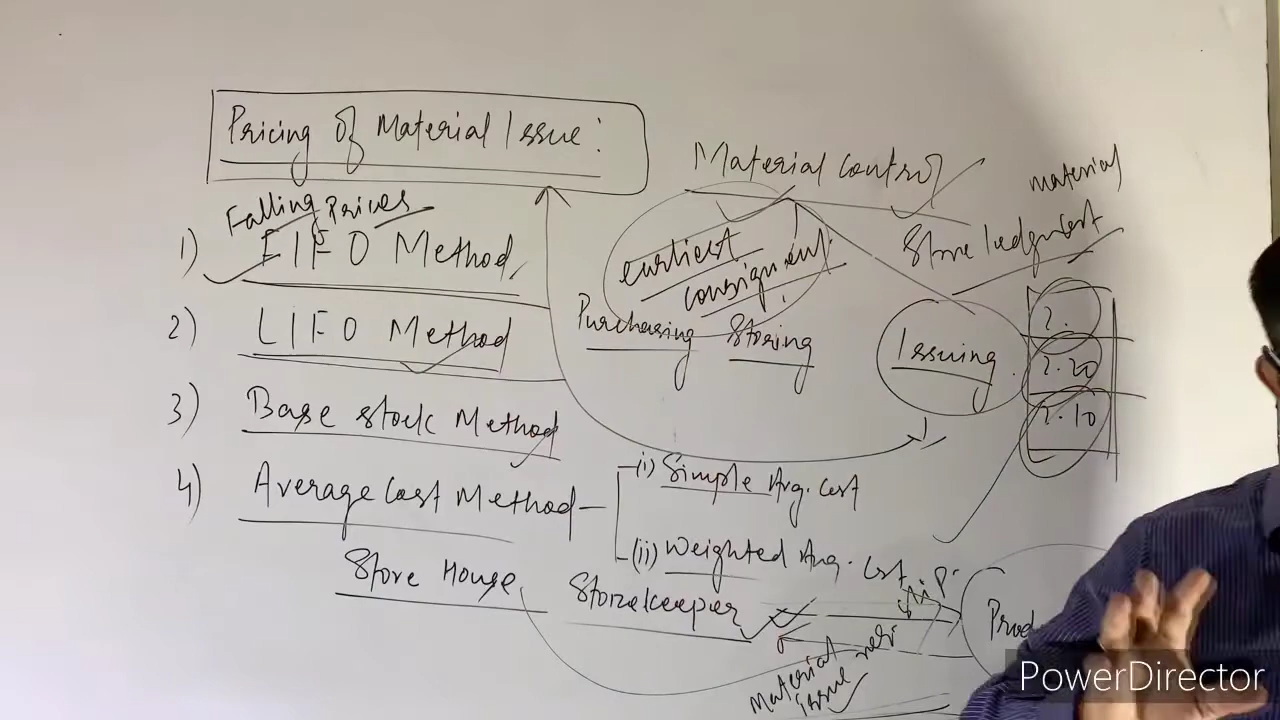 Pricing Of Material Issue:
Falling Prices
1) FIFO Method
2) LIFO Method
3) Base stock Method
4) Average Cost Method
(i) Simple Avg. Cost
(ii) Weighted Avg. Cost
Store House
Storekeeper
Material control
earliest
consignment
Purchasing Storing
Issuing
material
Store ledger
2.
2.20
2.10
Material
issue
Prod
PowerDirector